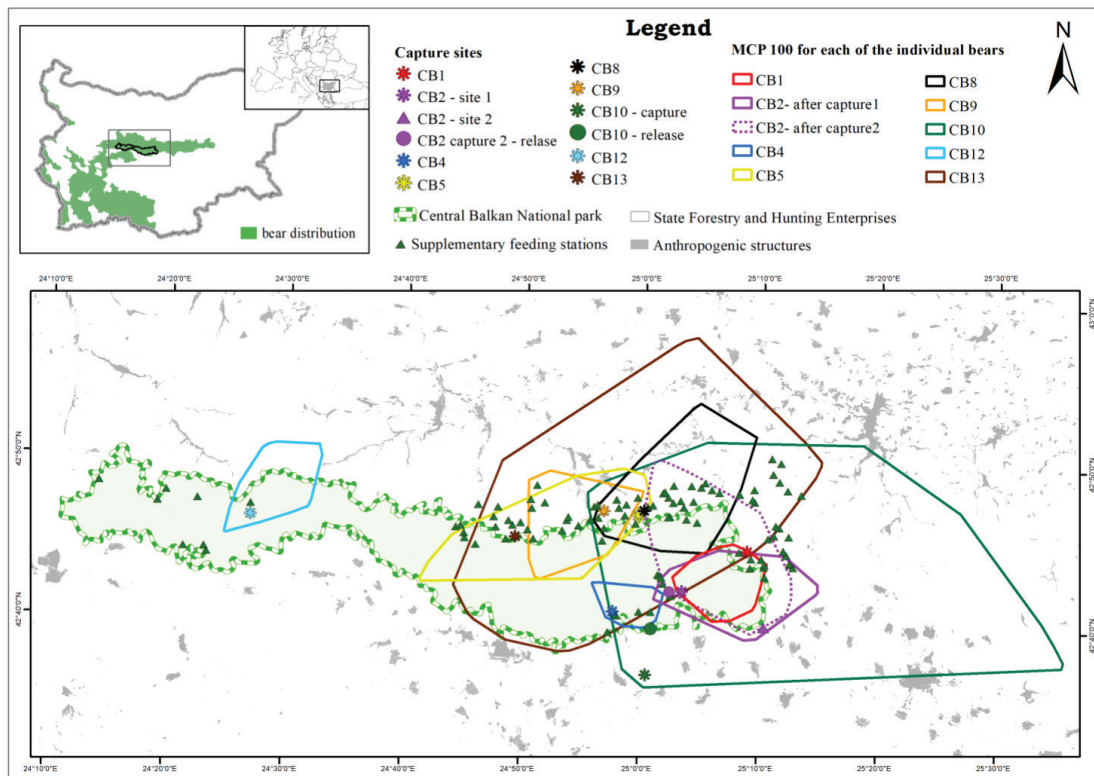 Legend
N
Capture sites
CB1
CB2 - site 1
CB2 - site 2
CB2 capture 2 - relase
CB4
CB5
CB8
CB9
CB10 - capture
CB10 - release
CB12
CB13
MCP 100 for each of the individual bears
CB1
CB2- after capture1
CB2- after capture2
CB4
CB5
CB8
CB9
CB10
CB12
CB13
Central Balkan National park
State Forestry and Hunting Enterprises
Supplementary feeding stations
Anthropogenic structures
bear distribution
24°10'0"E
24°20'0"E
24°30'0"E
24°50'0"E
25°0'0"E
25°10'0"E
25°20'0"E
25°30'0"E
43°0'0"N
42°50'0"N
42°50'0"N
42°40'0"N
42°40'0"N
24°10'0"E
24°20'0"E
24°30'0"E
24°40'0"E
24°50'0"E
25°0'0"E
25°10'0"E
25°20'0"E
25°30'0"E